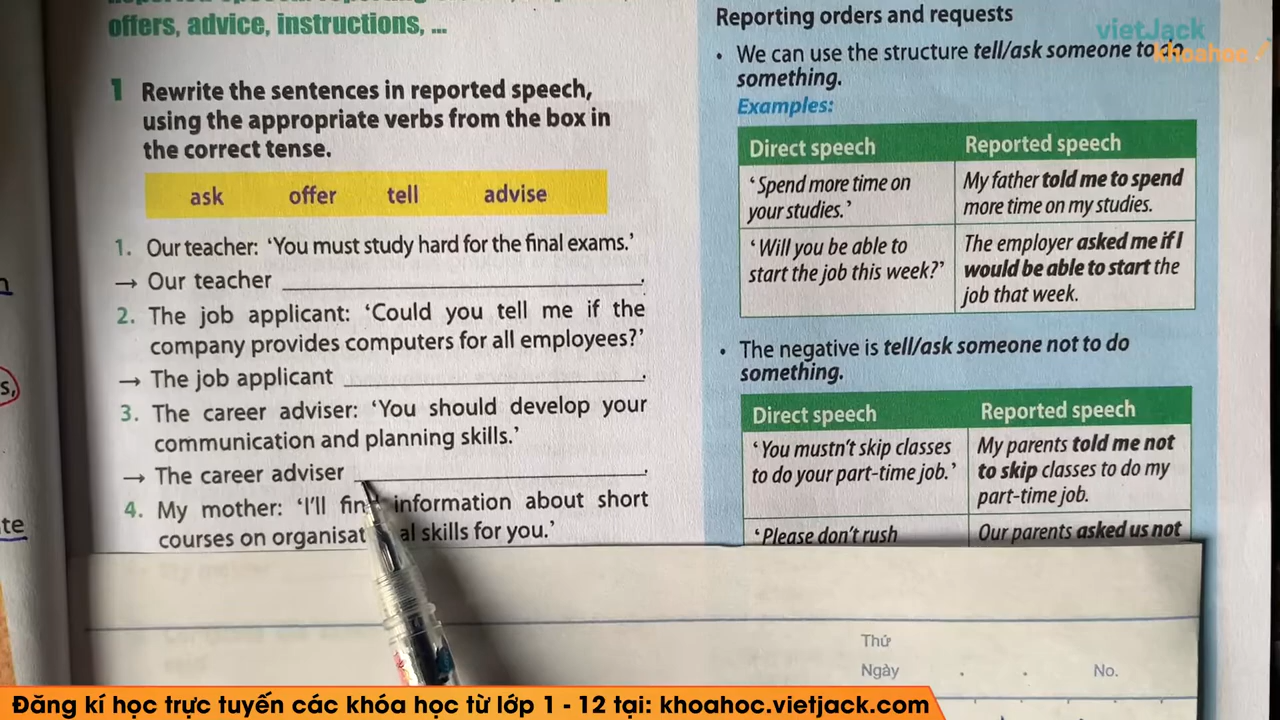 offers, advice, instructions, ...
1 Rewrite the sentences in reported speech,
using the appropriate verbs from the box in
the correct tense.
ask offer tell advise
1. Our teacher: ‘You must study hard for the final exams.’
→ Our teacher ____.
2. The job applicant: ‘Could you tell me if the
company provides computers for all employees?’
→ The job applicant ____.
3. The career adviser: ‘You should develop your
communication and planning skills.’
→ The career adviser ____.
4. My mother: ‘I'll find information about short
courses on organisational skills for you.’
Reporting orders and requests
• We can use the structure tell/ask someone to do
something.
Examples:
Direct speech Reported speech
‘Spend more time on
your studies.’
My father told me to spend
more time on my studies.
‘Will you be able to
start the job this week?’
The employer asked me if I
would be able to start the
job that week.
• The negative is tell/ask someone not to do
something.
Direct speech Reported speech
‘You mustn't skip classes
to do your part-time job.’
My parents told me not
to skip classes to do my
part-time job.
‘Please don't rush
Our parents asked us not
vietJack
khoahoc
te
s,
Thứ
Ngày . . No.
Đăng kí học trực tuyến các khóa học từ lớp 1 - 12 tại: khoahoc.vietjack.com